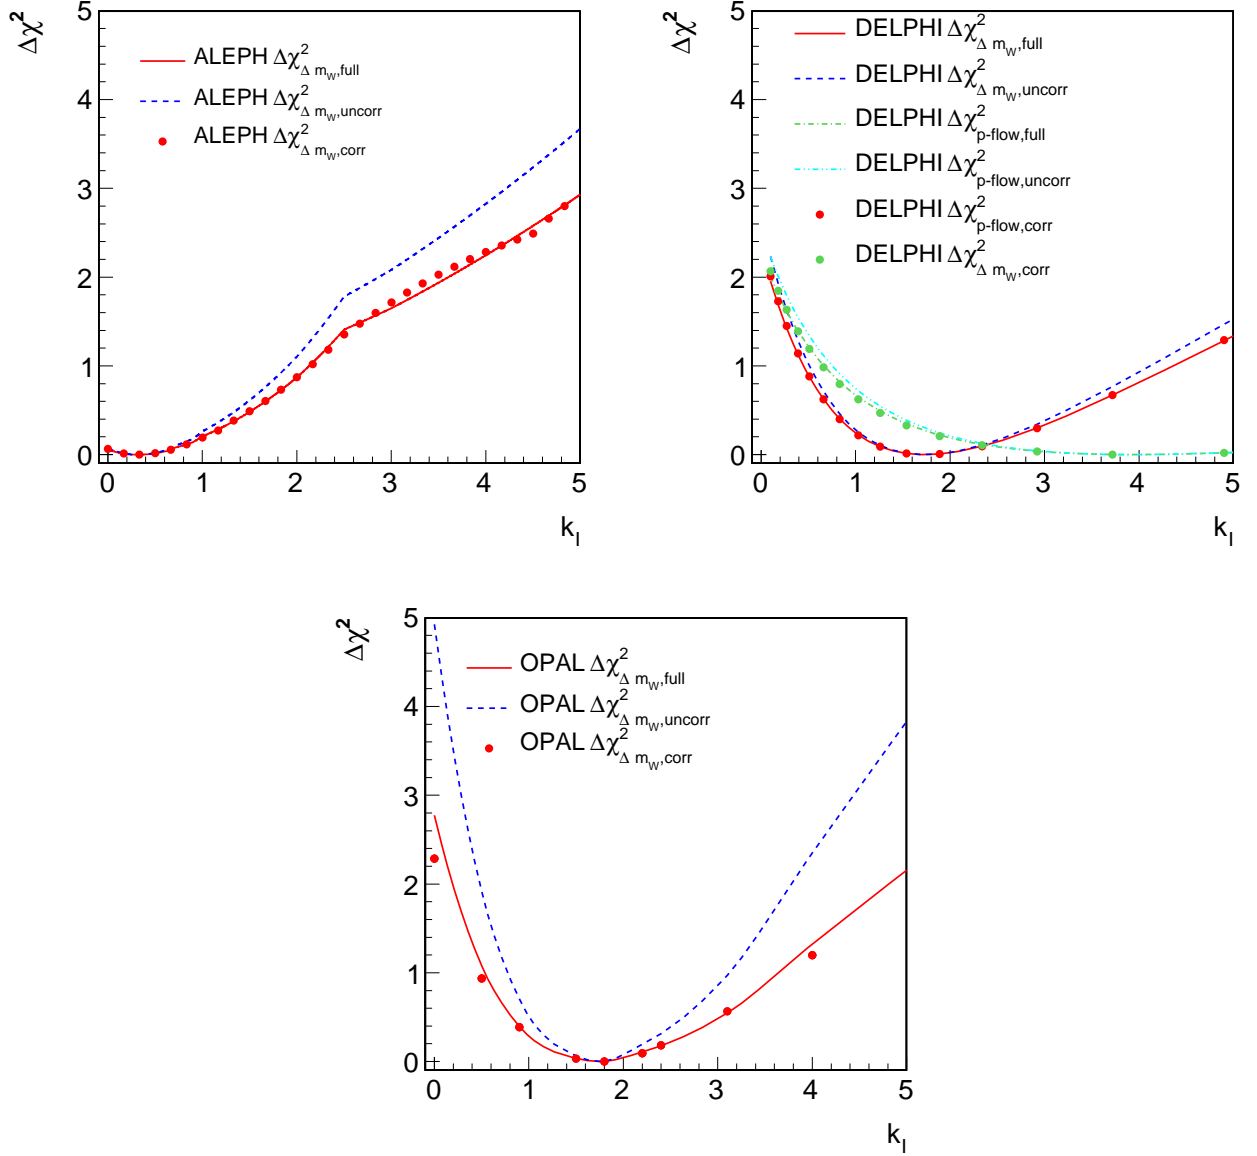 Δχ²
5
4
3
2
1
0
ALEPH Δχ²Δ mW,full
ALEPH Δχ²Δ mW,uncorr
ALEPH Δχ²Δ mW,corr
0 1 2 3 4 5
kI
Δχ²
5
4
3
2
1
0
DELPHI Δχ²Δ mW,full
DELPHI Δχ²Δ mW,uncorr
DELPHI Δχ²p-flow,full
DELPHI Δχ²p-flow,uncorr
DELPHI Δχ²p-flow,corr
DELPHI Δχ²Δ mW,corr
0 1 2 3 4 5
kI
Δχ²
5
4
3
2
1
0
OPAL Δχ²Δ mW,full
OPAL Δχ²Δ mW,uncorr
OPAL Δχ²Δ mW,corr
0 1 2 3 4 5
kI